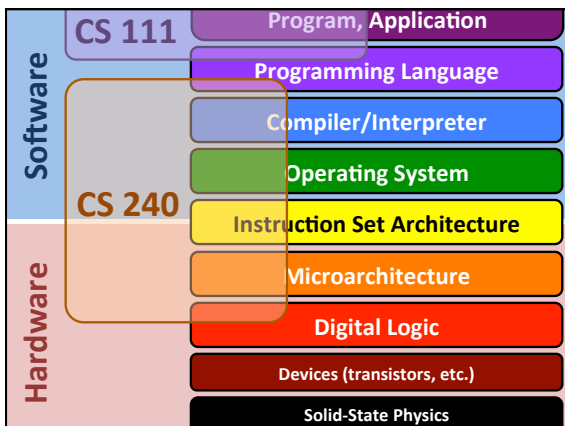 CS 111
Program, Application
Programming Language
Compiler/Interpreter
Operating System
CS 240
Instruction Set Architecture
Microarchitecture
Digital Logic
Devices (transistors, etc.)
Solid-State Physics
Software
Hardware